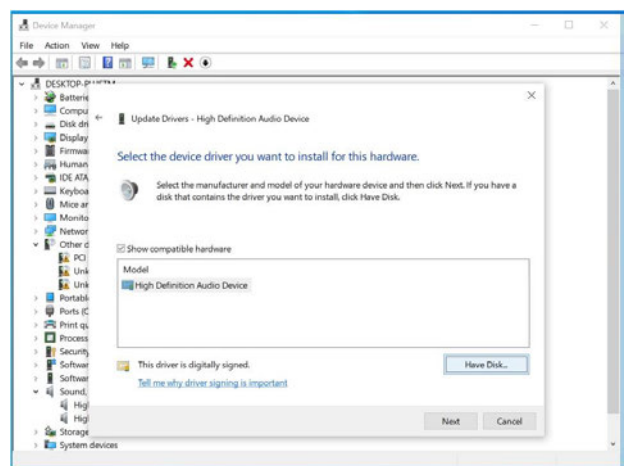 Device Manager
File Action View Help
DESKTOP-
Batterie
Compu
Disk dri
Display
Firmwa
Human
IDE ATA
Keyboa
Mice ar
Monito
Networ
Other d
PCI
Unk
Unk
Portabl
Ports (C
Print qu
Process
Security
Softwar
Softwar
Sound,
Hig
Hig
Storage
System devices
Update Drivers - High Definition Audio Device
Select the device driver you want to install for this hardware.
Select the manufacturer and model of your hardware device and then click Next. If you have a
disk that contains the driver you want to install, click Have Disk.
Show compatible hardware
Model
High Definition Audio Device
This driver is digitally signed.
Have Disk...
Tell me why driver signing is important
Next Cancel